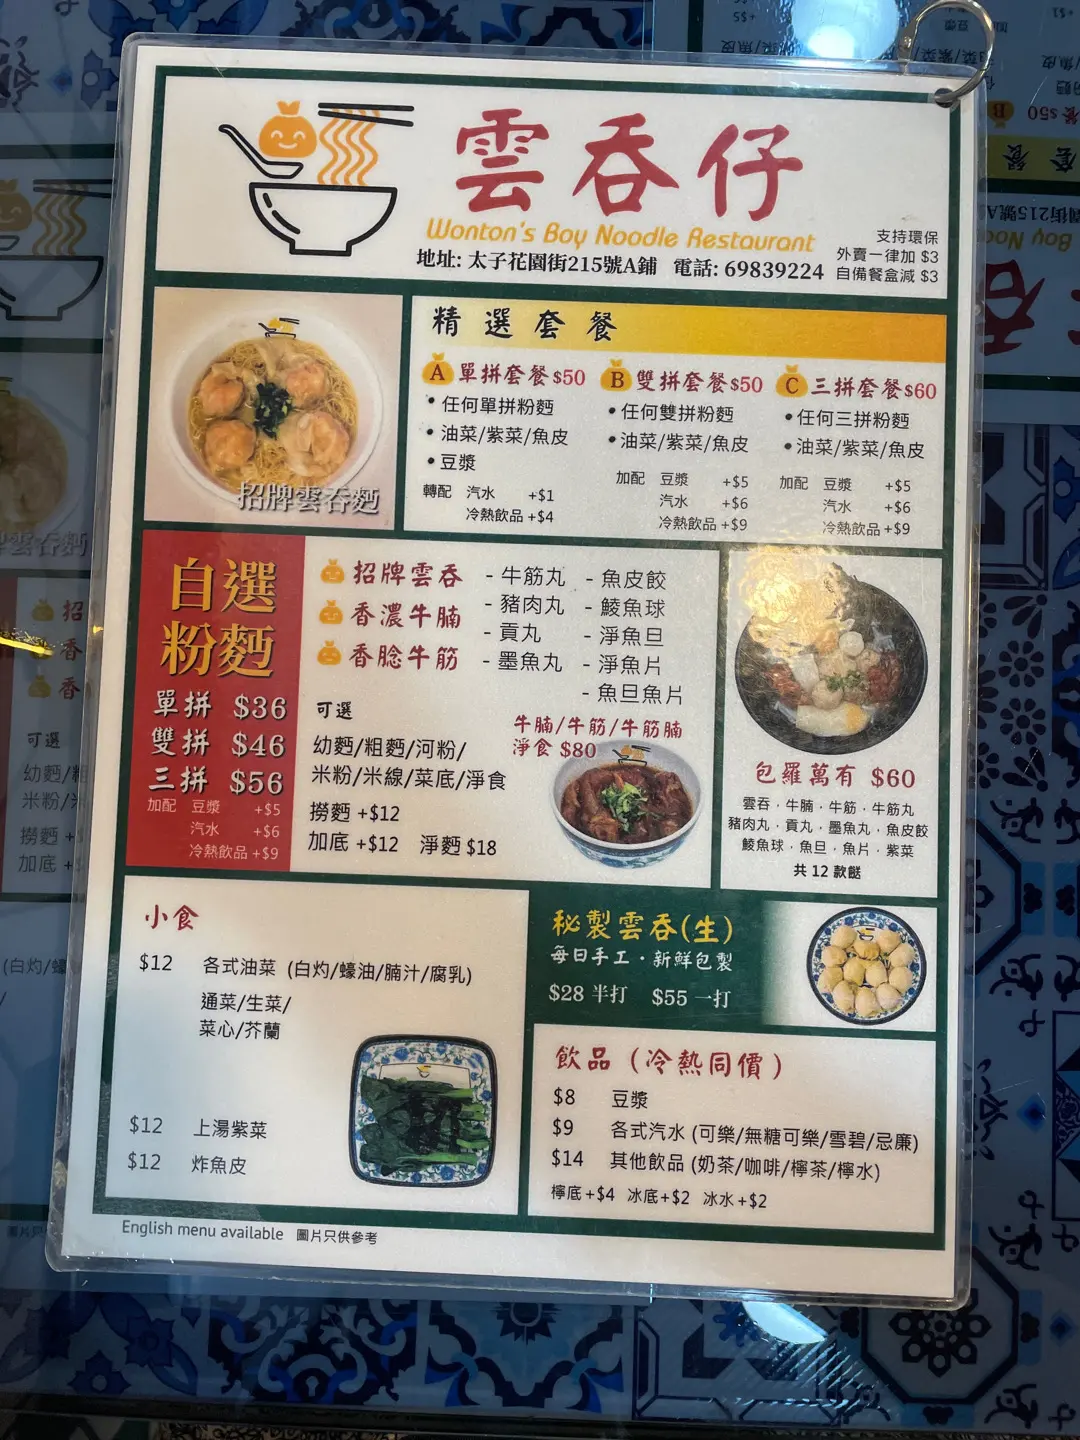 雲吞仔
Wonton's Boy Noodle Restaurant
地址: 太子花園街215號A鋪 電話: 69839224
支持環保
外賣一律加 $3
自備餐盒減 $3
招牌雲吞麵
精選套餐
A 單拼套餐 $50
• 任何單拼粉麵
• 油菜/紫菜/魚皮
• 豆漿
轉配 汽水 +$1
冷熱飲品 +$4
B 雙拼套餐 $50
• 任何雙拼粉麵
• 油菜/紫菜/魚皮
加配 豆漿 +$5
汽水 +$6
冷熱飲品 +$9
C 三拼套餐 $60
• 任何三拼粉麵
• 油菜/紫菜/魚皮
加配 豆漿 +$5
汽水 +$6
冷熱飲品 +$9
自選
粉麵
單拼 $36
雙拼 $46
三拼 $56
加配 豆漿 +$5
汽水 +$6
冷熱飲品 +$9
招牌雲吞
香濃牛腩
香腍牛筋
- 牛筋丸
- 豬肉丸
- 貢丸
- 墨魚丸
- 魚皮餃
- 鯪魚球
- 淨魚旦
- 淨魚片
- 魚旦魚片
可選
幼麪/粗麪/河粉/
米粉/米線/菜底/淨食
撈麪 +$12
加底 +$12 淨麪 $18
牛腩/牛筋/牛筋腩
淨食 $80
包羅萬有 $60
雲吞 · 牛腩 · 牛筋 · 牛筋丸
豬肉丸 · 貢丸 · 墨魚丸 · 魚皮餃
鯪魚球 · 魚旦 · 魚片 · 紫菜
共 12 款餸
小食
$12 各式油菜 (白灼/蠔油/腩汁/腐乳)
通菜/生菜/
菜心/芥蘭
$12 上湯紫菜
$12 炸魚皮
秘製雲吞(生)
每日手工 · 新鮮包製
$28 半打 $55 一打
飲品 (冷熱同價)
$8 豆漿
$9 各式汽水 (可樂/無糖可樂/雪碧/忌廉)
$14 其他飲品 (奶茶/咖啡/檸茶/檸水)
檸底+$4 冰底+$2 冰水+$2
English menu available 圖片只供參考